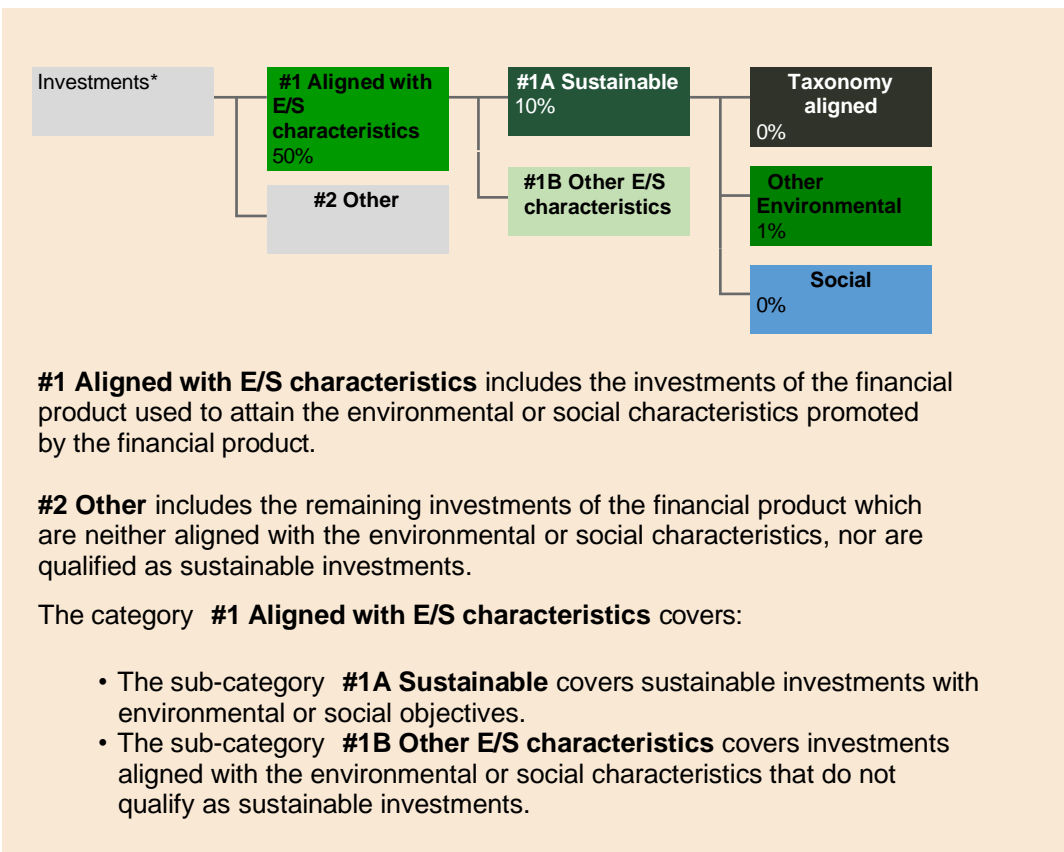 Investments*
#1 Aligned with
E/S
characteristics
50%
#2 Other
#1A Sustainable
10%
#1B Other E/S
characteristics
Taxonomy
aligned
0%
Other
Environmental
1%
Social
0%
#1 Aligned with E/S characteristics includes the investments of the financial
product used to attain the environmental or social characteristics promoted
by the financial product.
#2 Other includes the remaining investments of the financial product which
are neither aligned with the environmental or social characteristics, nor are
qualified as sustainable investments.
The category #1 Aligned with E/S characteristics covers:
• The sub-category #1A Sustainable covers sustainable investments with
environmental or social objectives.
• The sub-category #1B Other E/S characteristics covers investments
aligned with the environmental or social characteristics that do not
qualify as sustainable investments.